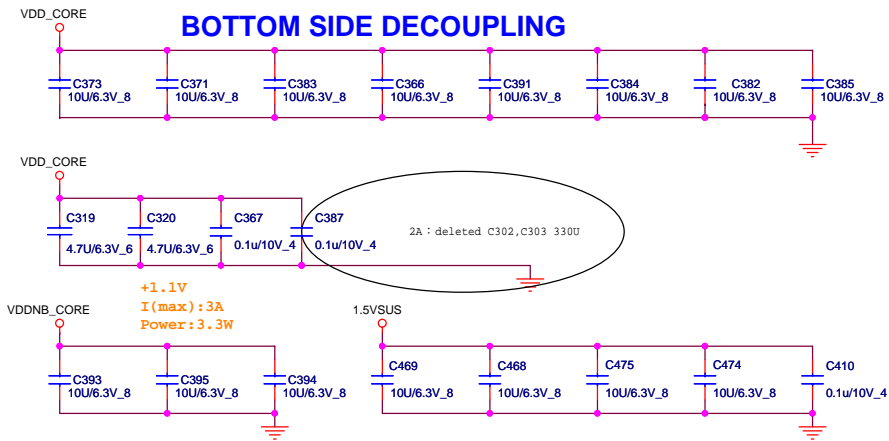 VDD_CORE
BOTTOM SIDE DECOUPLING
C373
10U/6.3V_8
C371
10U/6.3V_8
C383
10U/6.3V_8
C366
10U/6.3V_8
C391
10U/6.3V_8
C384
10U/6.3V_8
C382
10U/6.3V_8
C385
10U/6.3V_8
VDD_CORE
C319
4.7U/6.3V_6
C320
4.7U/6.3V_6
C367
0.1u/10V_4
C387
0.1u/10V_4
2A：deleted C302,C303 330U
+1.1V
I(max):3A
Power:3.3W
VDDNB_CORE
C393
10U/6.3V_8
C395
10U/6.3V_8
C394
10U/6.3V_8
1.5VSUS
C469
10U/6.3V_8
C468
10U/6.3V_8
C475
10U/6.3V_8
C474
10U/6.3V_8
C410
0.1u/10V_4